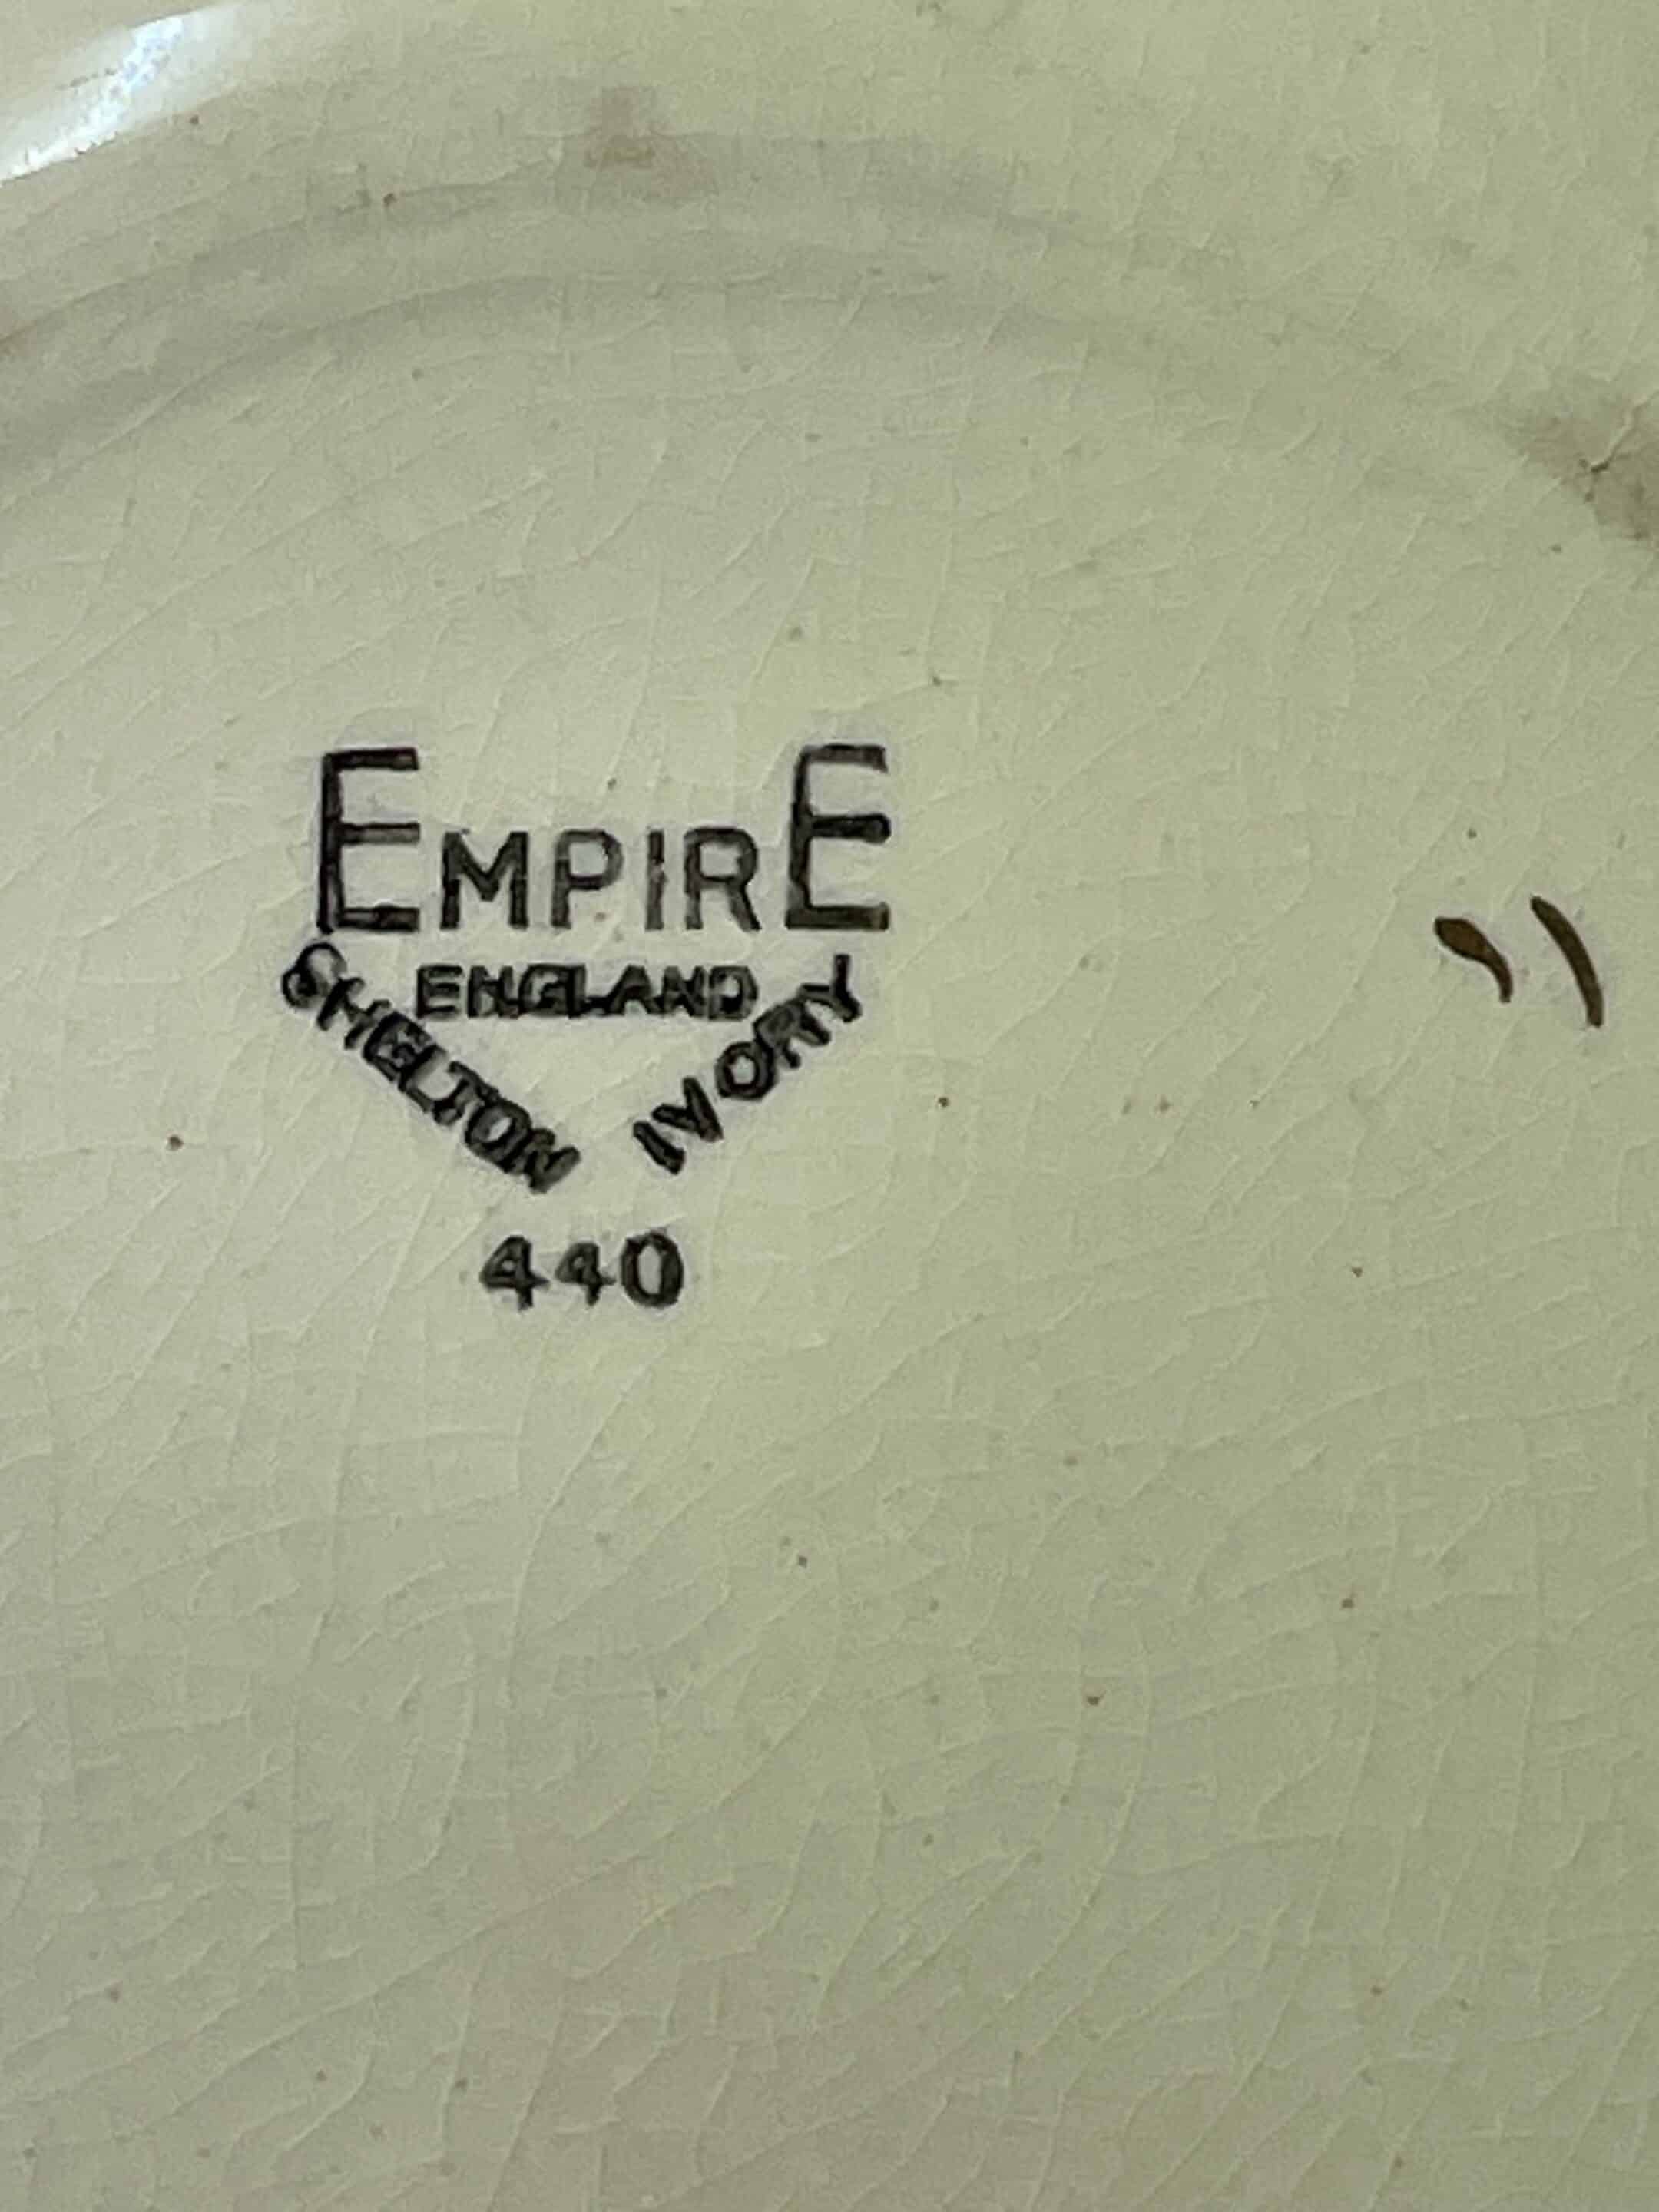 EMPIRE
ENGLAND
SHELTON IVORY
440